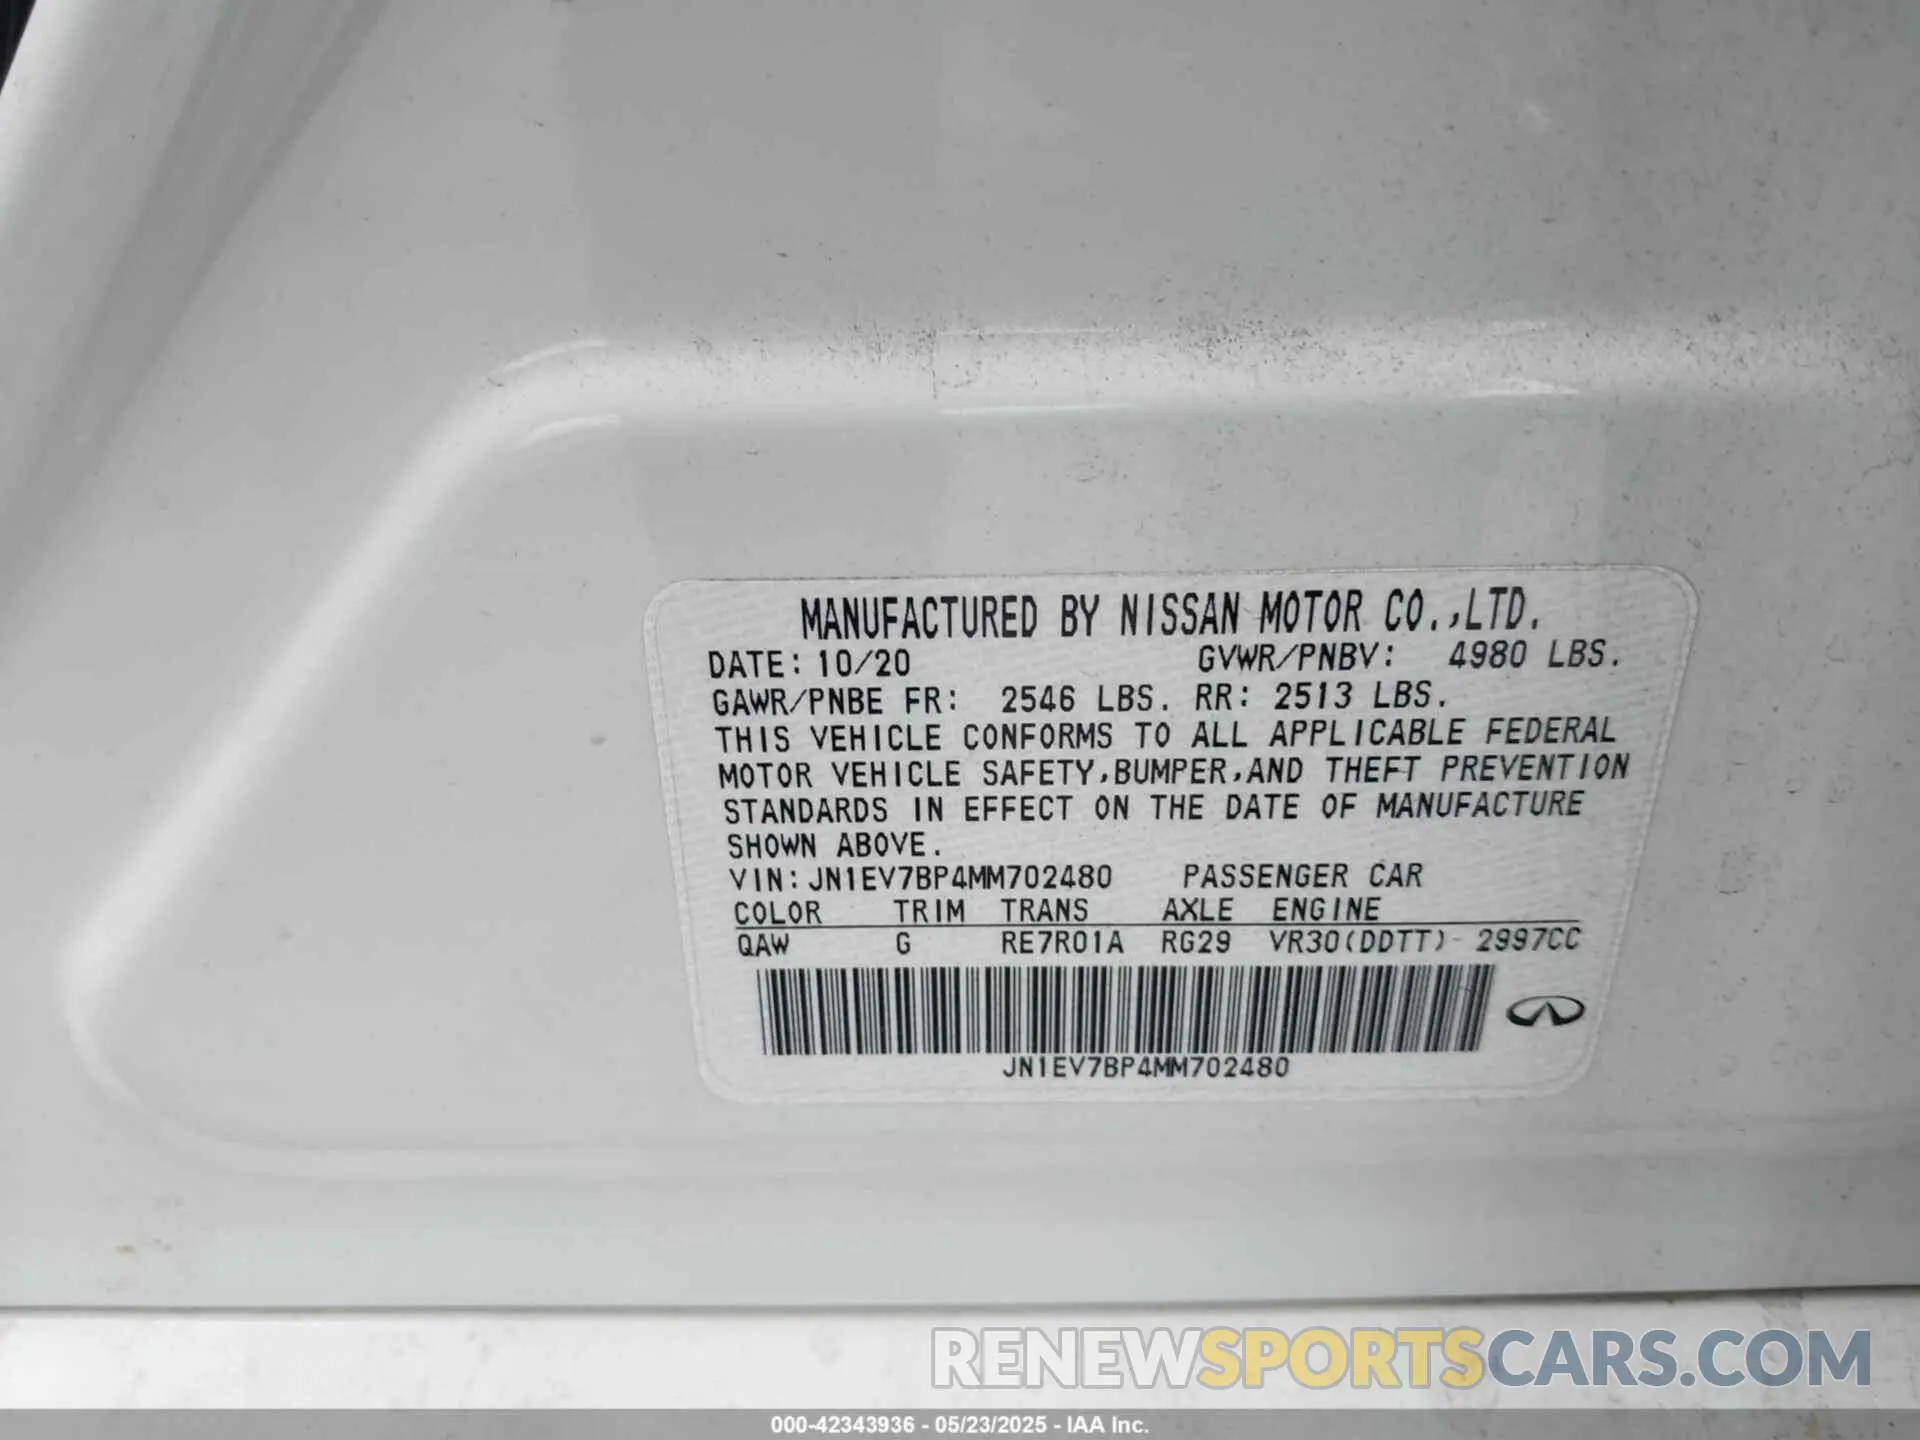 MANUFACTURED BY NISSAN MOTOR CO.,LTD.
DATE: 10/20 GVWR/PNBV: 4980 LBS.
GAWR/PNBE FR: 2546 LBS. RR: 2513 LBS.
THIS VEHICLE CONFORMS TO ALL APPLICABLE FEDERAL
MOTOR VEHICLE SAFETY,BUMPER,AND THEFT PREVENTION
STANDARDS IN EFFECT ON THE DATE OF MANUFACTURE
SHOWN ABOVE.
VIN: JN1EV7BP4MM702480 PASSENGER CAR
COLOR TRIM TRANS AXLE ENGINE
QAW G RE7R01A RG29 VR30(DDTT) 2997CC
JN1EV7BP4MM702480
RENEWSPORTSCARS.COM
000-42343936 - 05/23/2025 - IAA Inc.